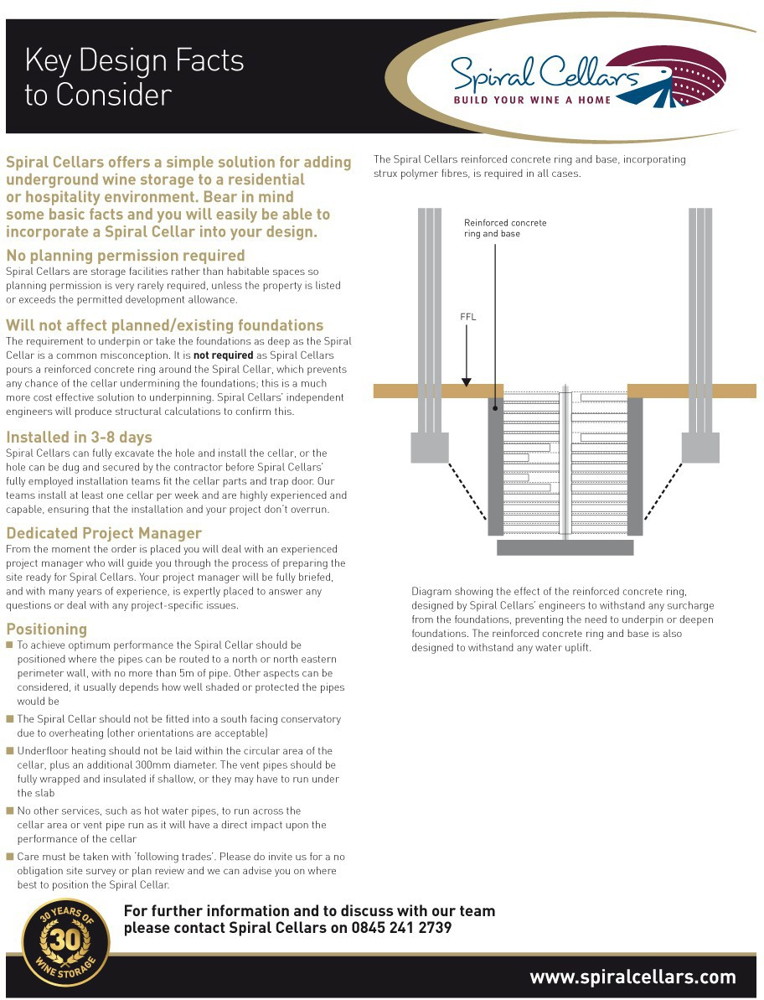 Key Design Facts
to Consider
Spiral Cellars
BUILD YOUR WINE A HOME
Spiral Cellars offers a simple solution for adding
underground wine storage to a residential
or hospitality environment. Bear in mind
some basic facts and you will easily be able to
incorporate a Spiral Cellar into your design.
No planning permission required
Spiral Cellars are storage facilities rather than habitable spaces so
planning permission is very rarely required, unless the property is listed
or exceeds the permitted development allowance.
Will not affect planned/existing foundations
The requirement to underpin or take the foundations as deep as the Spiral
Cellar is a common misconception. It is not required as Spiral Cellars
pours a reinforced concrete ring around the Spiral Cellar, which prevents
any chance of the cellar undermining the foundations; this is a much
more cost effective solution to underpinning. Spiral Cellars' independent
engineers will produce structural calculations to confirm this.
Installed in 3-8 days
Spiral Cellars can fully excavate the hole and install the cellar, or the
hole can be dug and secured by the contractor before Spiral Cellars'
fully employed installation teams fit the cellar parts and trap door. Our
teams install at least one cellar per week and are highly experienced and
capable, ensuring that the installation and your project don't overrun.
Dedicated Project Manager
From the moment the order is placed you will deal with an experienced
project manager who will guide you through the process of preparing the
site ready for Spiral Cellars. Your project manager will be fully briefed,
and with many years of experience, is expertly placed to answer any
questions or deal with any project-specific issues.
Positioning
To achieve optimum performance the Spiral Cellar should be
positioned where the pipes can be routed to a north or north eastern
perimeter wall, with no more than 5m of pipe. Other aspects can be
considered, it usually depends how well shaded or protected the pipes
would be
The Spiral Cellar should not be fitted into a south facing conservatory
due to overheating (other orientations are acceptable)
Underfloor heating should not be laid within the circular area of the
cellar, plus an additional 300mm diameter. The vent pipes should be
fully wrapped and insulated if shallow, or they may have to run under
the slab
No other services, such as hot water pipes, to run across the
cellar area or vent pipe run as it will have a direct impact upon the
performance of the cellar
Care must be taken with 'following trades'. Please do invite us for a no
obligation site survey or plan review and we can advise you on where
best to position the Spiral Cellar.
The Spiral Cellars reinforced concrete ring and base, incorporating
strux polymer fibres, is required in all cases.
Reinforced concrete
ring and base
FFL
Diagram showing the effect of the reinforced concrete ring,
designed by Spiral Cellars' engineers to withstand any surcharge
from the foundations, preventing the need to underpin or deepen
foundations. The reinforced concrete ring and base is also
designed to withstand any water uplift.
30 YEARS OF
30
WINE STORAGE
For further information and to discuss with our team
please contact Spiral Cellars on 0845 241 2739
www.spiralcellars.com